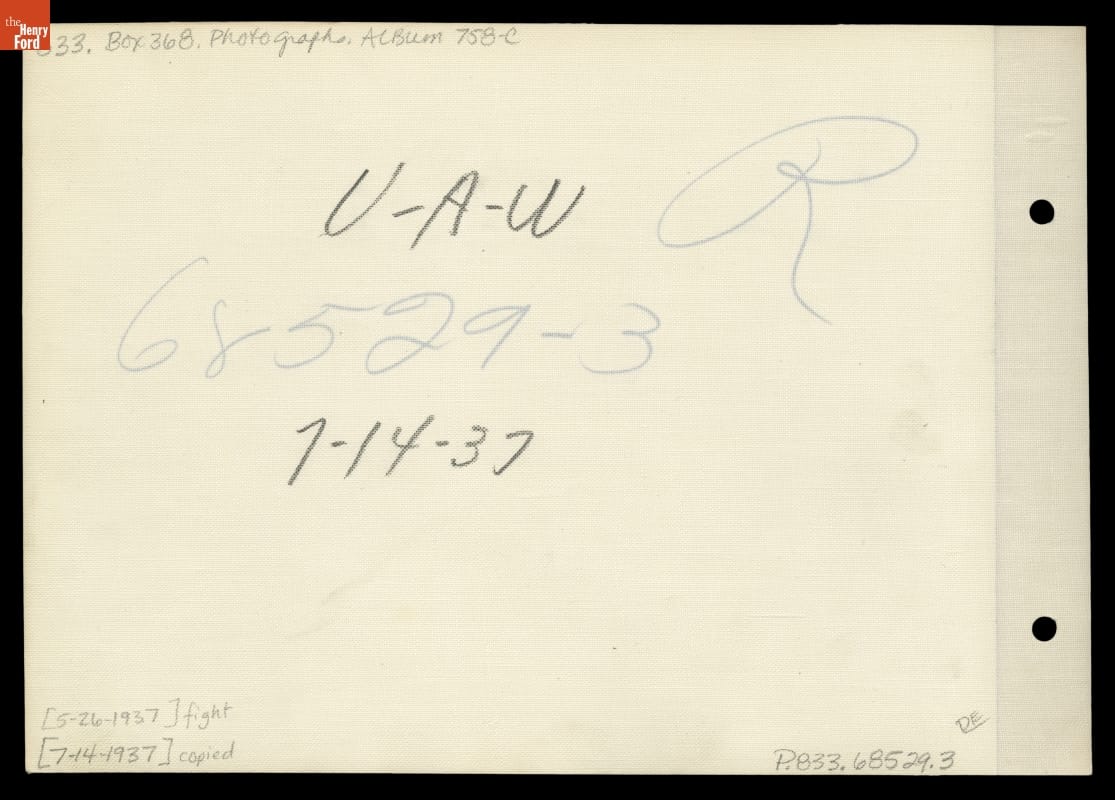 the
Henry
Ford
833. Box 368. Photographs. Album 758-C
U-A-W
R
68529-3
7-14-37
[5-26-1937] fight
[7-14-1937] copied
DE
P.833.68529.3